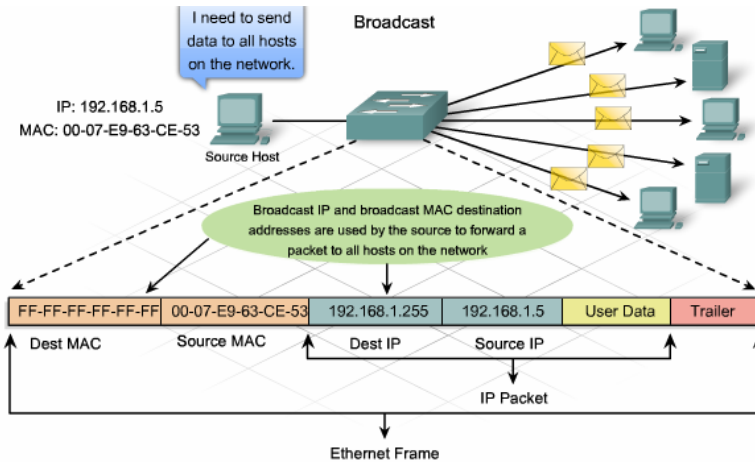 Broadcast
I need to send
data to all hosts
on the network.
IP: 192.168.1.5
MAC: 00-07-E9-63-CE-53
Source Host
Broadcast IP and broadcast MAC destination
addresses are used by the source to forward a
packet to all hosts on the network
FF-FF-FF-FF-FF-FF 00-07-E9-63-CE-53 192.168.1.255 192.168.1.5 User Data Trailer
Dest MAC Source MAC Dest IP Source IP
IP Packet
Ethernet Frame